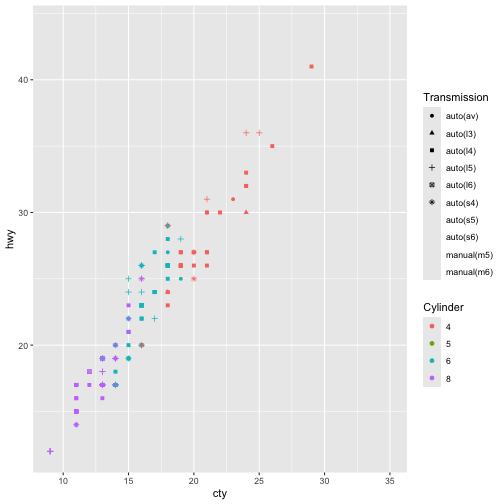 40
30
20
hwy
10
15
20
25
30
35
cty
Transmission
auto(av)
auto(l3)
auto(l4)
auto(l5)
auto(l6)
auto(s4)
auto(s5)
auto(s6)
manual(m5)
manual(m6)
Cylinder
4
5
6
8